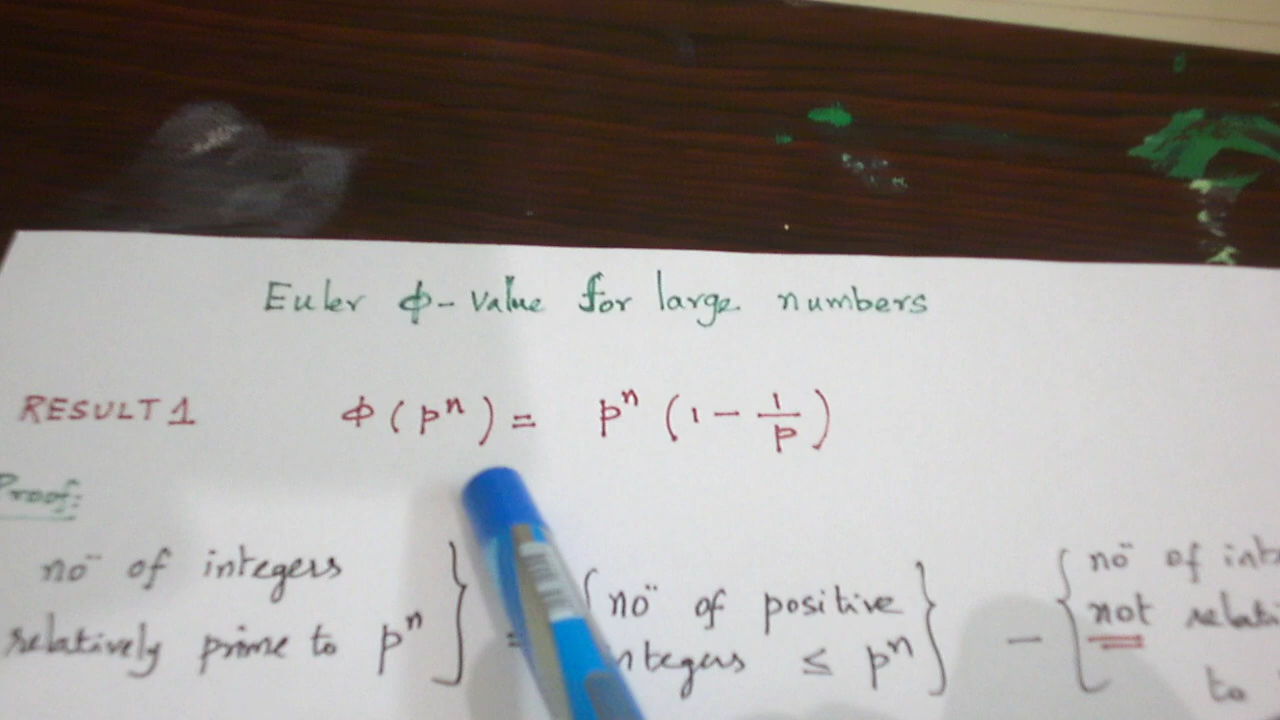 Euler ϕ-Value for large numbers
RESULT 1 ϕ(pⁿ) = pⁿ (1 - 1/p)
Proof:
no of integers
relatively prime to pⁿ } = { no of positive
integers ≤ pⁿ } - { no of
not
to